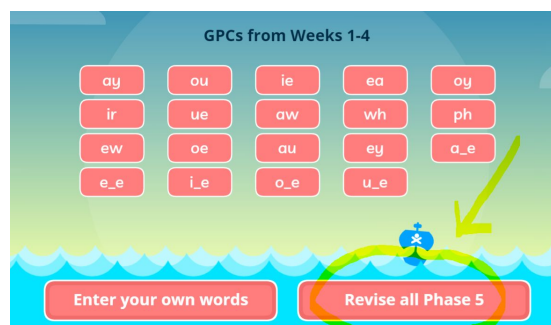 GPCs from Weeks 1-4
ay ou ie ea oy
ir ue aw wh ph
ew oe au ey a_e
e_e i_e o_e u_e
Enter your own words Revise all Phase 5